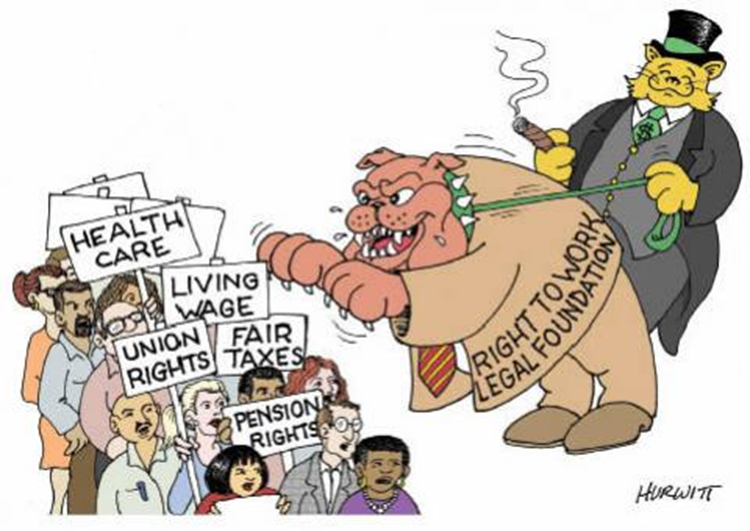 HEALTH
CARE
LIVING
WAGE
UNION
RIGHTS
FAIR
TAXES
PENSION
RIGHTS
$
RIGHT TO WORK
LEGAL FOUNDATION
HURWITT